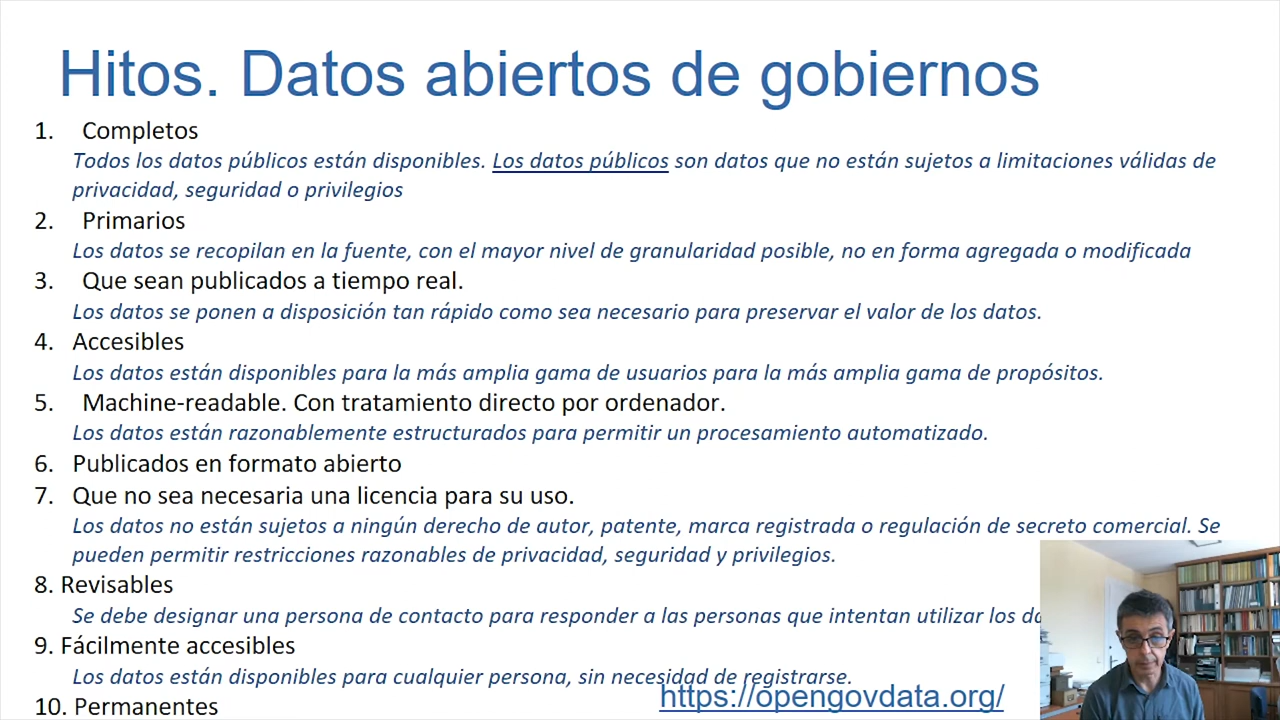 Hitos. Datos abiertos de gobiernos
1. Completos
Todos los datos públicos están disponibles. Los datos públicos son datos que no están sujetos a limitaciones válidas de
privacidad, seguridad o privilegios
2. Primarios
Los datos se recopilan en la fuente, con el mayor nivel de granularidad posible, no en forma agregada o modificada
3. Que sean publicados a tiempo real.
Los datos se ponen a disposición tan rápido como sea necesario para preservar el valor de los datos.
4. Accesibles
Los datos están disponibles para la más amplia gama de usuarios para la más amplia gama de propósitos.
5. Machine-readable. Con tratamiento directo por ordenador.
Los datos están razonablemente estructurados para permitir un procesamiento automatizado.
6. Publicados en formato abierto
7. Que no sea necesaria una licencia para su uso.
Los datos no están sujetos a ningún derecho de autor, patente, marca registrada o regulación de secreto comercial. Se
pueden permitir restricciones razonables de privacidad, seguridad y privilegios.
8. Revisables
Se debe designar una persona de contacto para responder a las personas que intentan utilizar los
9. Fácilmente accesibles
Los datos están disponibles para cualquier persona, sin necesidad de registrarse.
https://opengovdata.org/
10. Permanentes